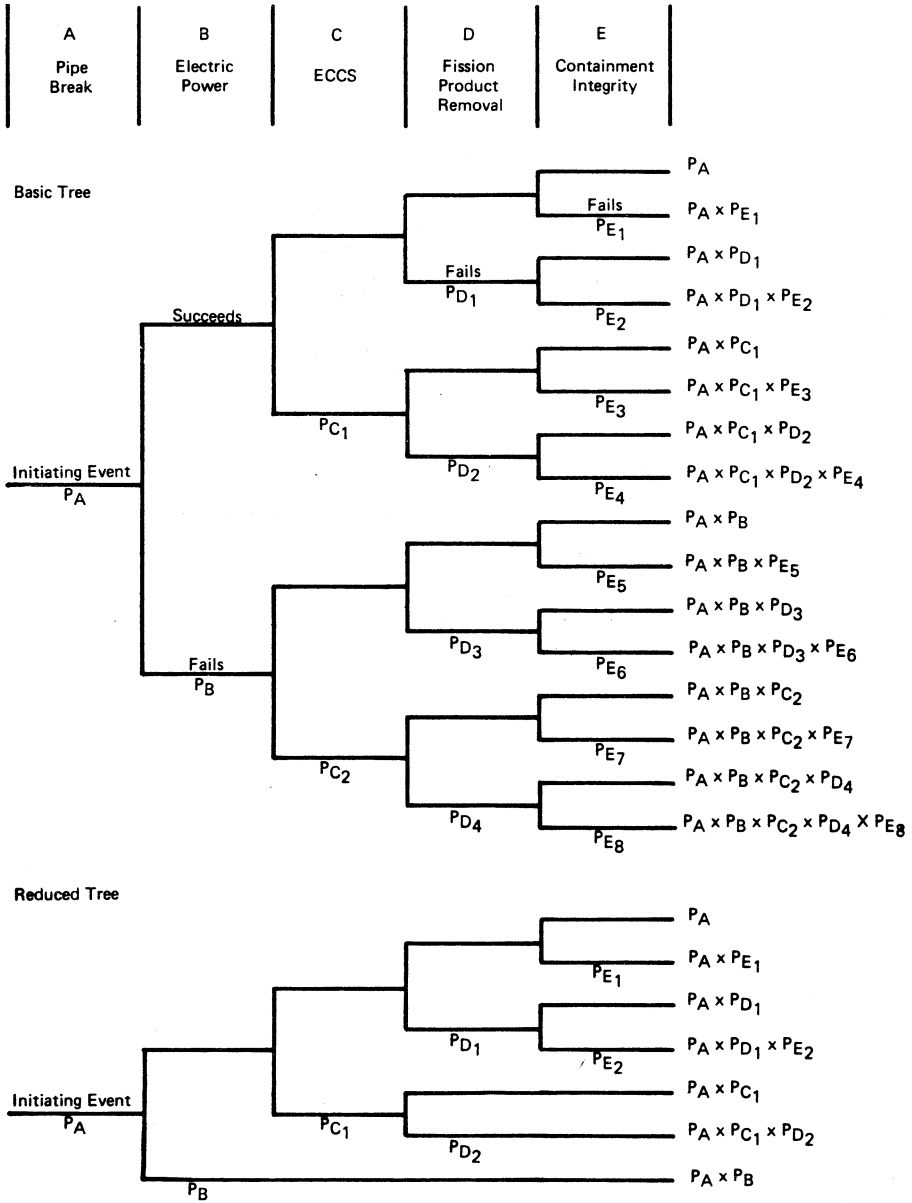 A B C D E
Pipe Break
Electric Power
ECCS
Fission Product Removal
Containment Integrity
Basic Tree
P_A
Fails
P_E1
P_A x P_E1
Fails
P_D1
P_A x P_D1
P_E2
P_A x P_D1 x P_E2
Succeeds
P_A x P_C1
P_E3
P_A x P_C1 x P_E3
P_C1
P_A x P_C1 x P_D2
P_D2
P_E4
P_A x P_C1 x P_D2 x P_E4
Initiating Event
P_A
P_A x P_B
P_E5
P_A x P_B x P_E5
P_A x P_B x P_D3
P_D3
P_E6
P_A x P_B x P_D3 x P_E6
Fails
P_B
P_A x P_B x P_C2
P_E7
P_A x P_B x P_C2 x P_E7
P_C2
P_A x P_B x P_C2 x P_D4
P_D4
P_E8
P_A x P_B x P_C2 x P_D4 X P_E8
Reduced Tree
P_A
P_E1
P_A x P_E1
P_A x P_D1
P_D1
P_E2
P_A x P_D1 x P_E2
Initiating Event
P_A
P_A x P_C1
P_C1
P_D2
P_A x P_C1 x P_D2
P_B
P_A x P_B